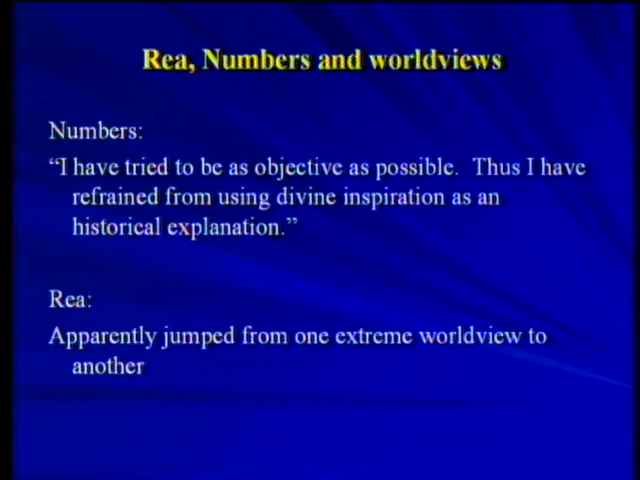 Rea, Numbers and worldviews
Numbers:
“I have tried to be as objective as possible. Thus I have
refrained from using divine inspiration as an
historical explanation.”
Rea:
Apparently jumped from one extreme worldview to
another